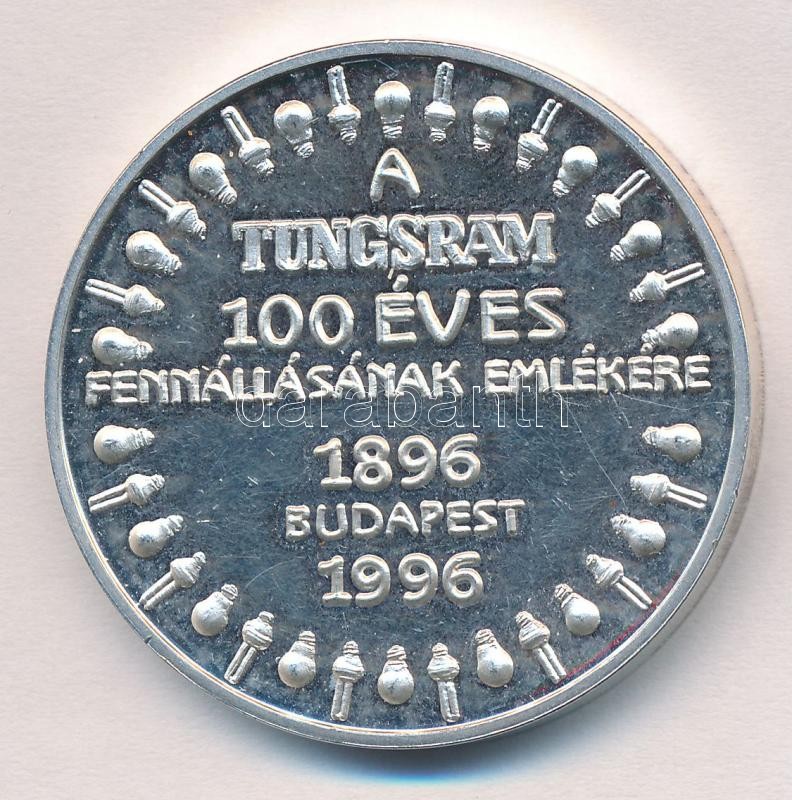 A
TUNGSRAM
100 ÉVES
FENNÁLLÁSÁNAK EMLÉKÉRE
darabanth
1896
BUDAPEST
1996